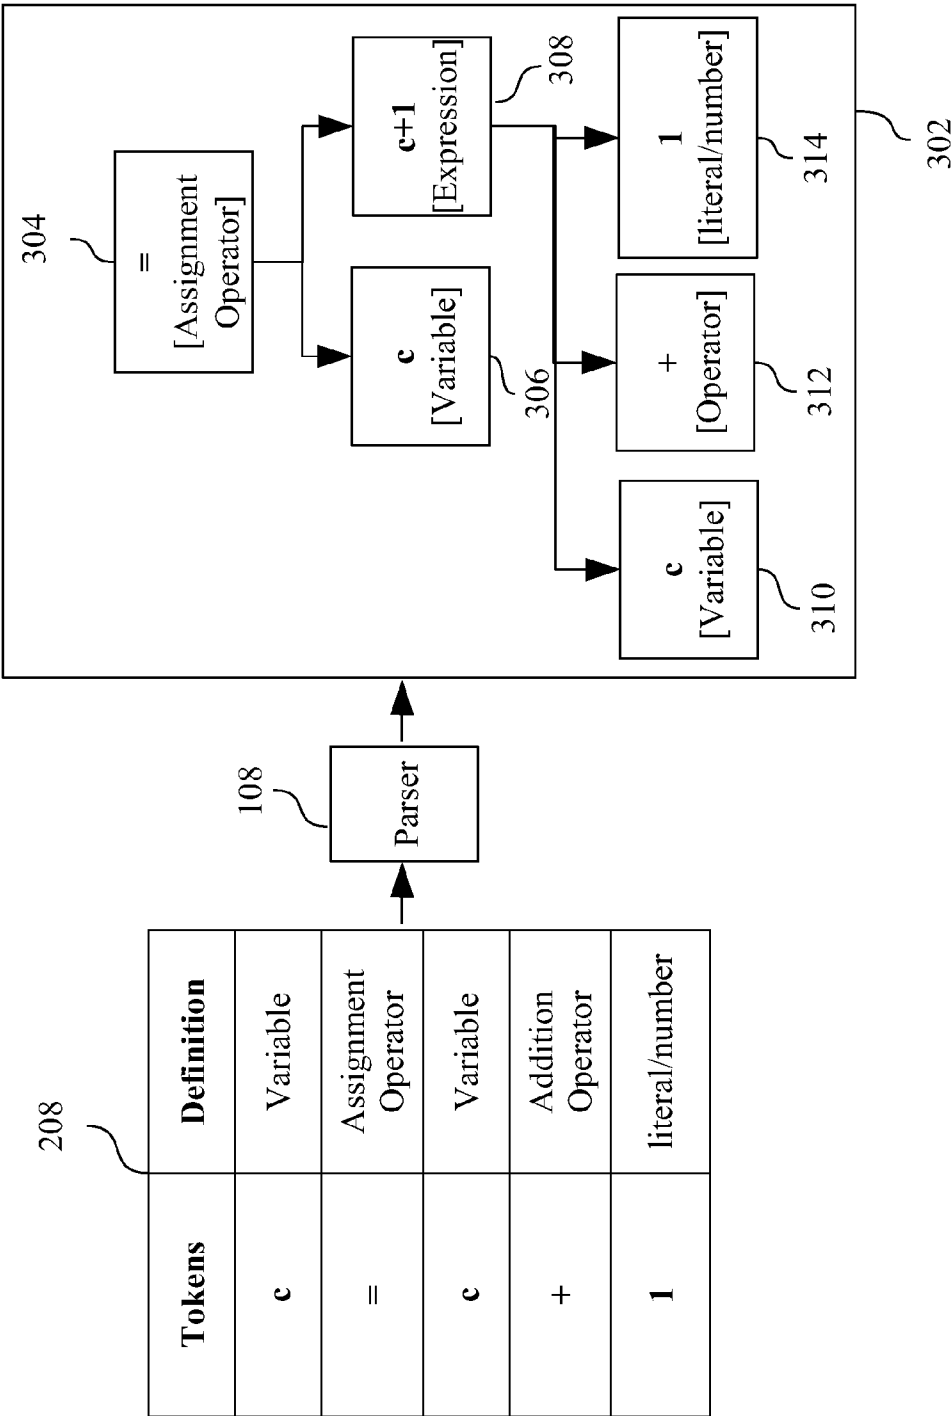 208
Tokens Definition
c Variable
= Assignment
Operator
c Variable
+ Addition
Operator
1 literal/number
108
Parser
304
=
[Assignment
Operator]
c
[Variable]
306
c+1
[Expression]
308
c
[Variable]
310
+
[Operator]
312
1
[literal/number]
314
302